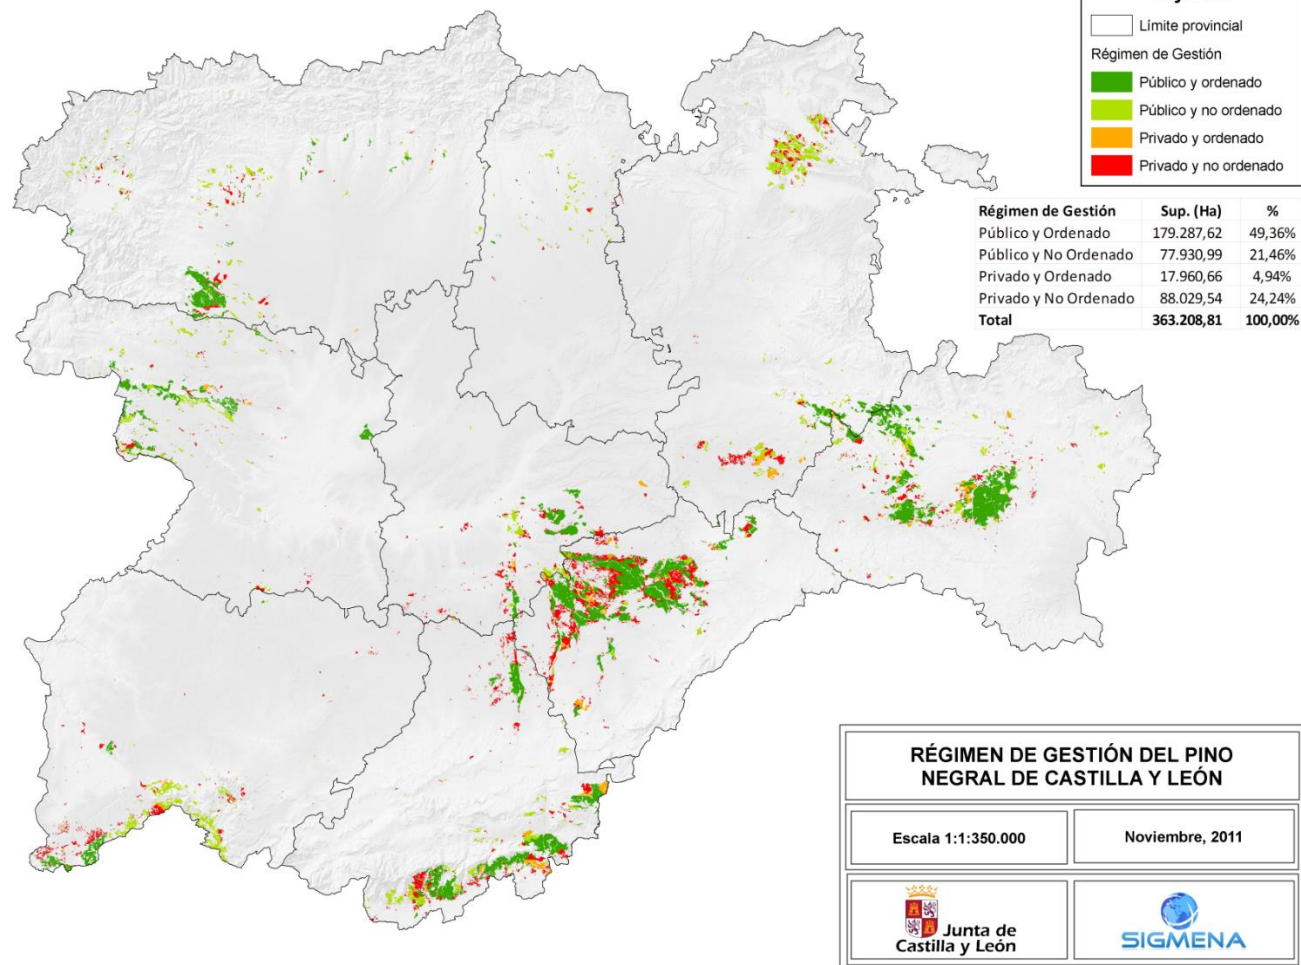 Límite provincial
Régimen de Gestión
Público y ordenado
Público y no ordenado
Privado y ordenado
Privado y no ordenado
Régimen de Gestión Sup. (Ha) %
Público y Ordenado 179.287,62 49,36%
Público y No Ordenado 77.930,99 21,46%
Privado y Ordenado 17.960,66 4,94%
Privado y No Ordenado 88.029,54 24,24%
Total 363.208,81 100,00%
RÉGIMEN DE GESTIÓN DEL PINO
NEGRAL DE CASTILLA Y LEÓN
Escala 1:1:350.000
Noviembre, 2011
Junta de
Castilla y León
SIGMENA